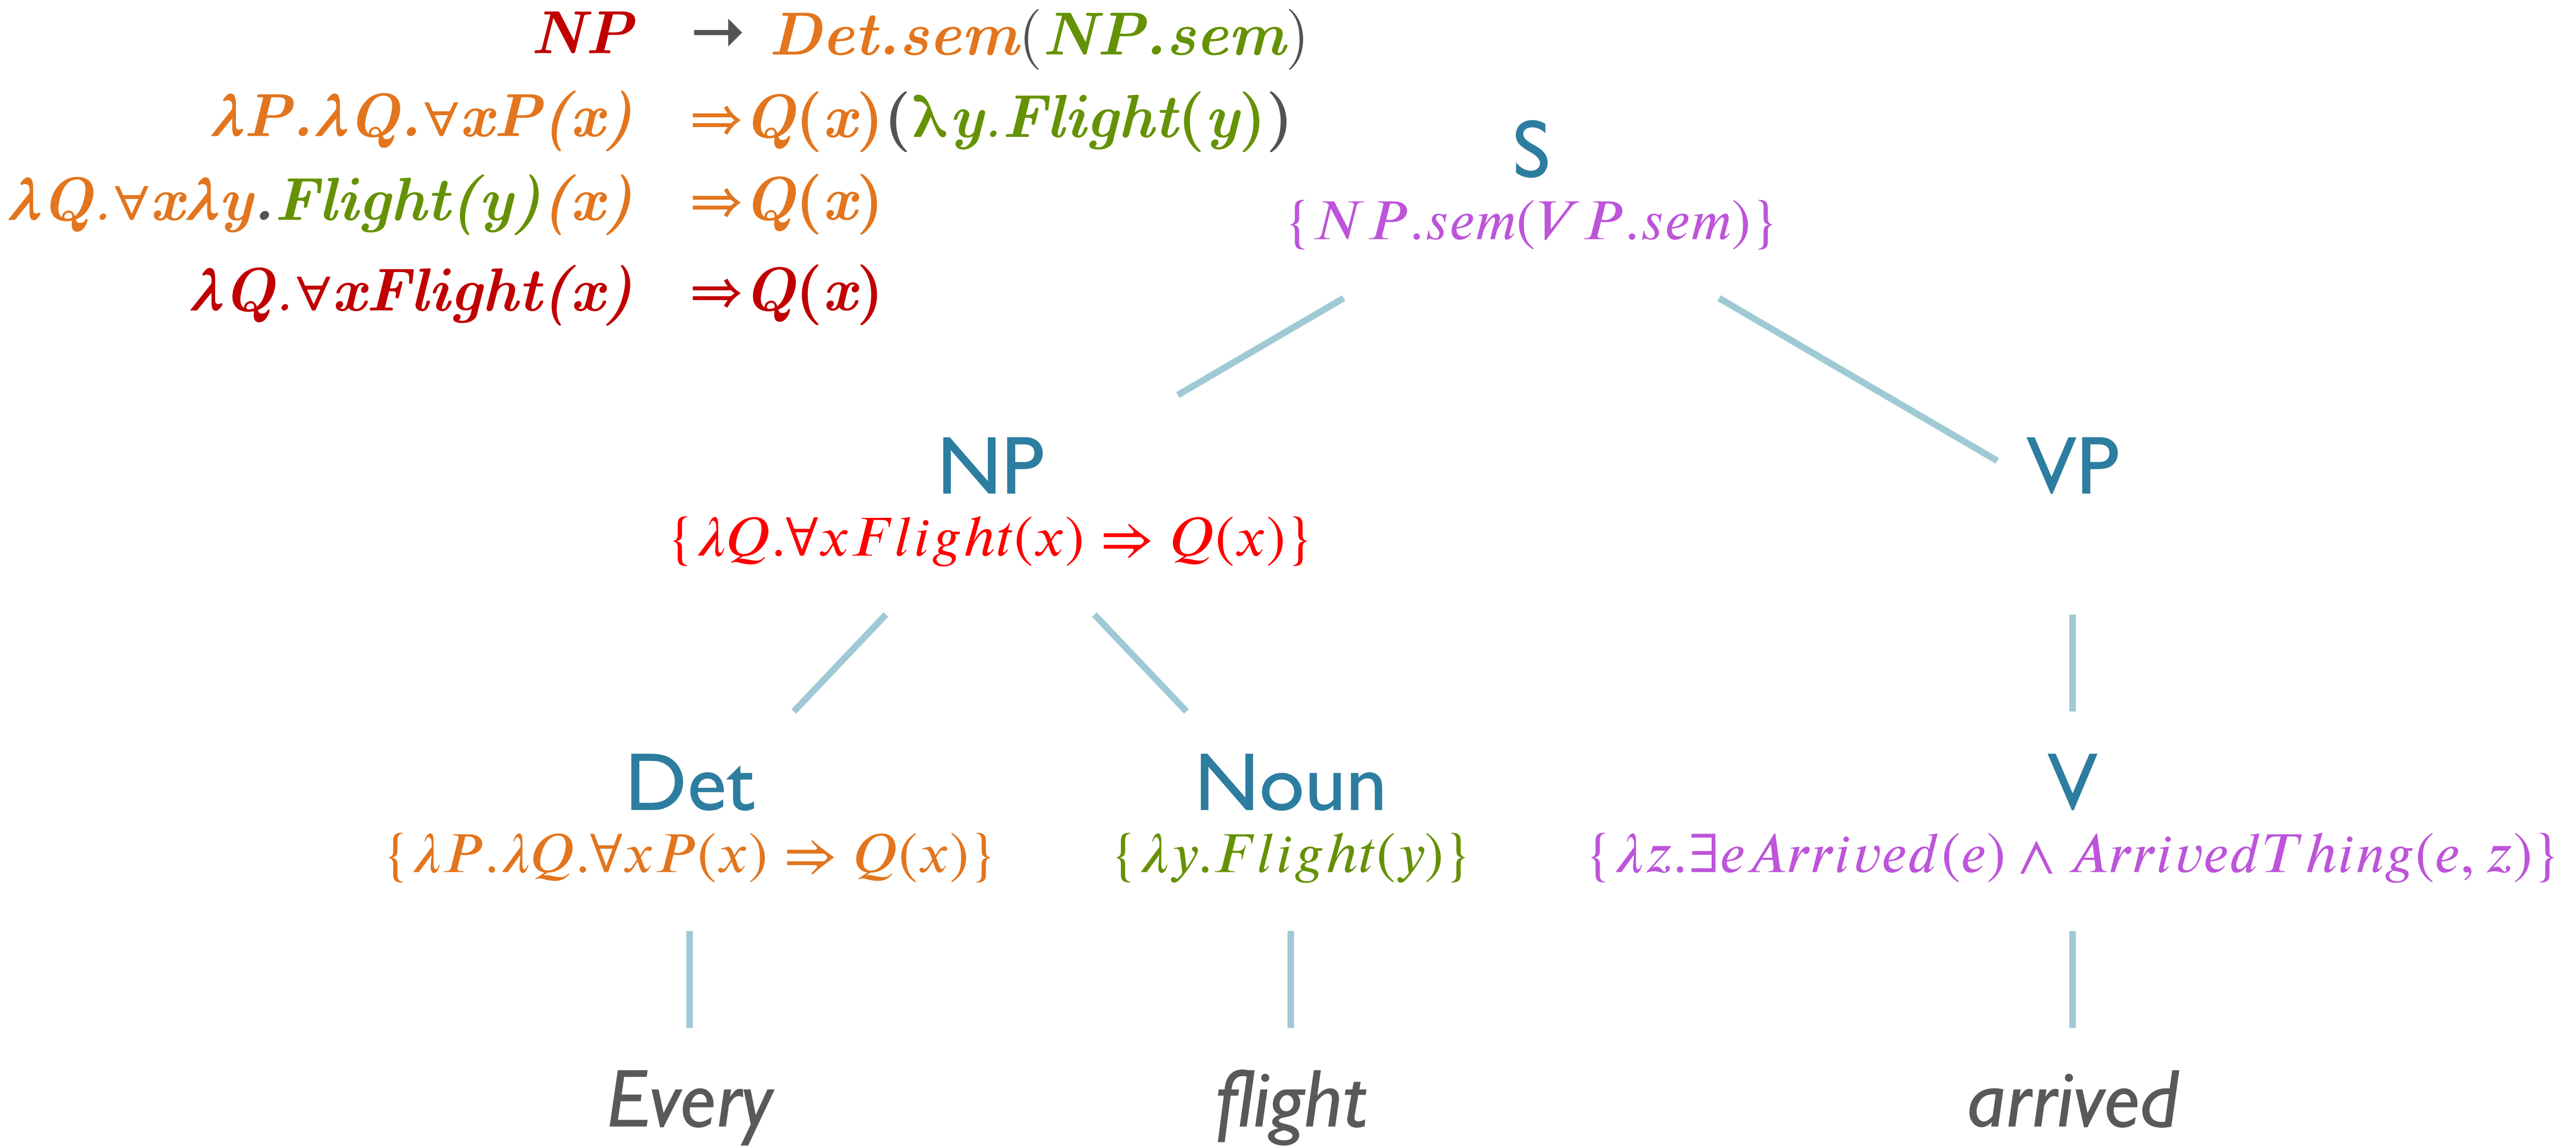 NP → Det.sem(NP.sem)
λP.λQ.∀xP(x) ⇒ Q(x)(λy.Flight(y))
λQ.∀xλy.Flight(y)(x) ⇒ Q(x)
λQ.∀xFlight(x) ⇒ Q(x)
S
{NP.sem(VP.sem)}
NP VP
{λQ.∀xFlight(x) ⇒ Q(x)}
Det Noun V
{λP.λQ.∀xP(x) ⇒ Q(x)} {λy.Flight(y)} {λz.∃eArrived(e) ∧ ArrivedThing(e, z)}
Every flight arrived